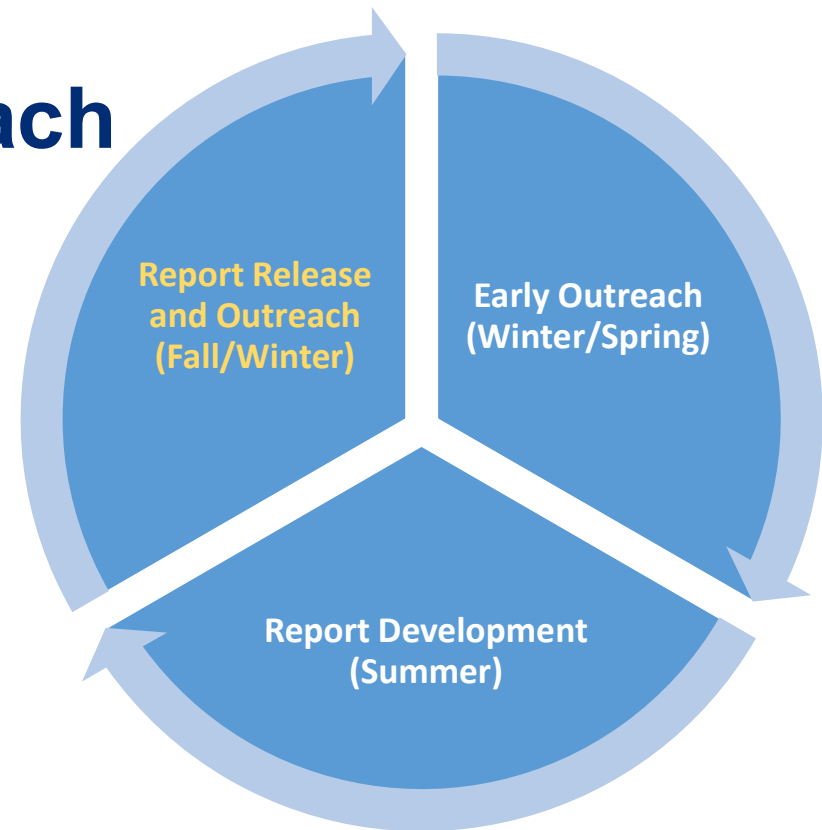 ach
Report Release
and Outreach
(Fall/Winter)
Early Outreach
(Winter/Spring)
Report Development
(Summer)